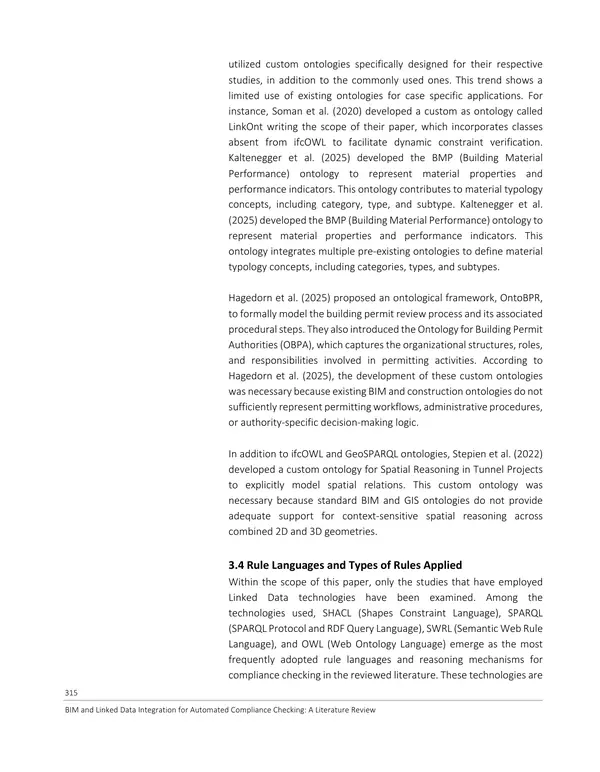 utilized custom ontologies specifically designed for their respective
studies, in addition to the commonly used ones. This trend shows a
limited use of existing ontologies for case specific applications. For
instance, Soman et al. (2020) developed a custom as ontology called
LinkOnt writing the scope of their paper, which incorporates classes
absent from ifcOWL to facilitate dynamic constraint verification.
Kaltenegger et al. (2025) developed the BMP (Building Material
Performance) ontology to represent material properties and
performance indicators. This ontology contributes to material typology
concepts, including category, type, and subtype. Kaltenegger et al.
(2025) developed the BMP (Building Material Performance) ontology to
represent material properties and performance indicators. This
ontology integrates multiple pre-existing ontologies to define material
typology concepts, including categories, types, and subtypes.
Hagedorn et al. (2025) proposed an ontological framework, OntoBPR,
to formally model the building permit review process and its associated
procedural steps. They also introduced the Ontology for Building Permit
Authorities (OBPA), which captures the organizational structures, roles,
and responsibilities involved in permitting activities. According to
Hagedorn et al. (2025), the development of these custom ontologies
was necessary because existing BIM and construction ontologies do not
sufficiently represent permitting workflows, administrative procedures,
or authority-specific decision-making logic.
In addition to ifcOWL and GeoSPARQL ontologies, Stepien et al. (2022)
developed a custom ontology for Spatial Reasoning in Tunnel Projects
to explicitly model spatial relations. This custom ontology was
necessary because standard BIM and GIS ontologies do not provide
adequate support for context-sensitive spatial reasoning across
combined 2D and 3D geometries.
3.4 Rule Languages and Types of Rules Applied
Within the scope of this paper, only the studies that have employed
Linked Data technologies have been examined. Among the
technologies used, SHACL (Shapes Constraint Language), SPARQL
(SPARQL Protocol and RDF Query Language), SWRL (Semantic Web Rule
Language), and OWL (Web Ontology Language) emerge as the most
frequently adopted rule languages and reasoning mechanisms for
compliance checking in the reviewed literature. These technologies are
315
BIM and Linked Data Integration for Automated Compliance Checking: A Literature Review